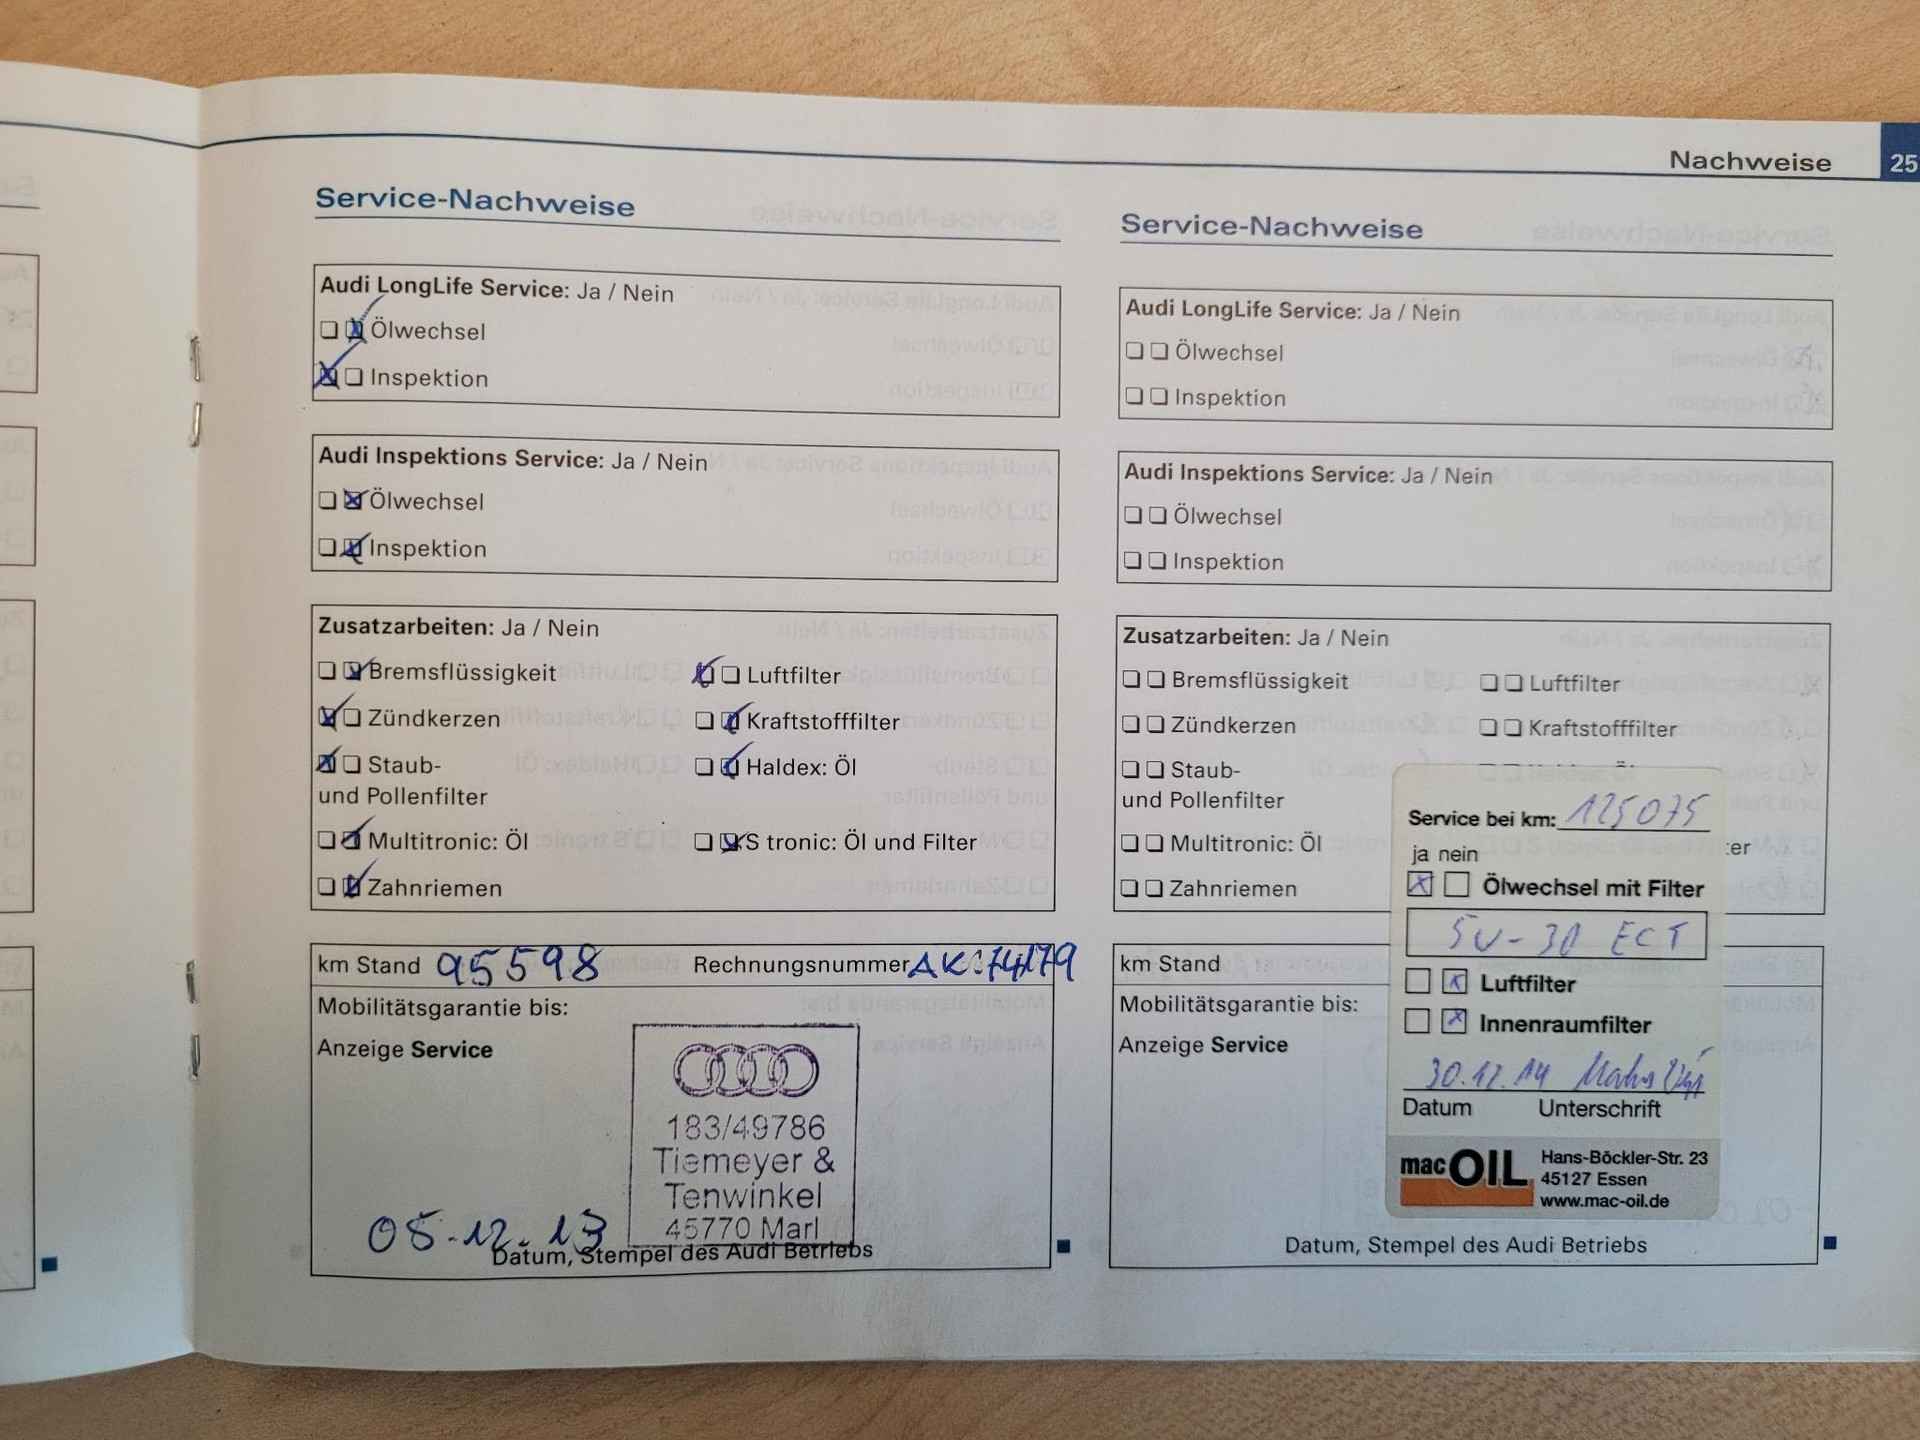 Nachweise 25
Service-Nachweise
Audi LongLife Service: Ja / Nein
Ölwechsel
Inspektion
Audi Inspektions Service: Ja / Nein
Ölwechsel
Inspektion
Zusatzarbeiten: Ja / Nein
Bremsflüssigkeit Luftfilter
Zündkerzen Kraftstofffilter
Staub- Haldex: Öl
und Pollenfilter
Multitronic: Öl S tronic: Öl und Filter
Zahnriemen
km Stand 95598 Rechnungsnummer AK:74179
Mobilitätsgarantie bis:
Anzeige Service
183/49786
Tiemeyer &
Tenwinkel
45770 Marl
05.12.13
Datum, Stempel des Audi Betriebs
Service-Nachweise
Audi LongLife Service: Ja / Nein
Ölwechsel
Inspektion
Audi Inspektions Service: Ja / Nein
Ölwechsel
Inspektion
Zusatzarbeiten: Ja / Nein
Bremsflüssigkeit Luftfilter
Zündkerzen Kraftstofffilter
Staub-
und Pollenfilter
Multitronic: Öl
Zahnriemen
km Stand
Mobilitätsgarantie bis:
Anzeige Service
Service bei km: 125075
ja nein
Ölwechsel mit Filter
5W-30 ECT
Luftfilter
Innenraumfilter
30.12.14
Datum Unterschrift
mac OIL
Hans-Böckler-Str. 23
45127 Essen
www.mac-oil.de
Datum, Stempel des Audi Betriebs